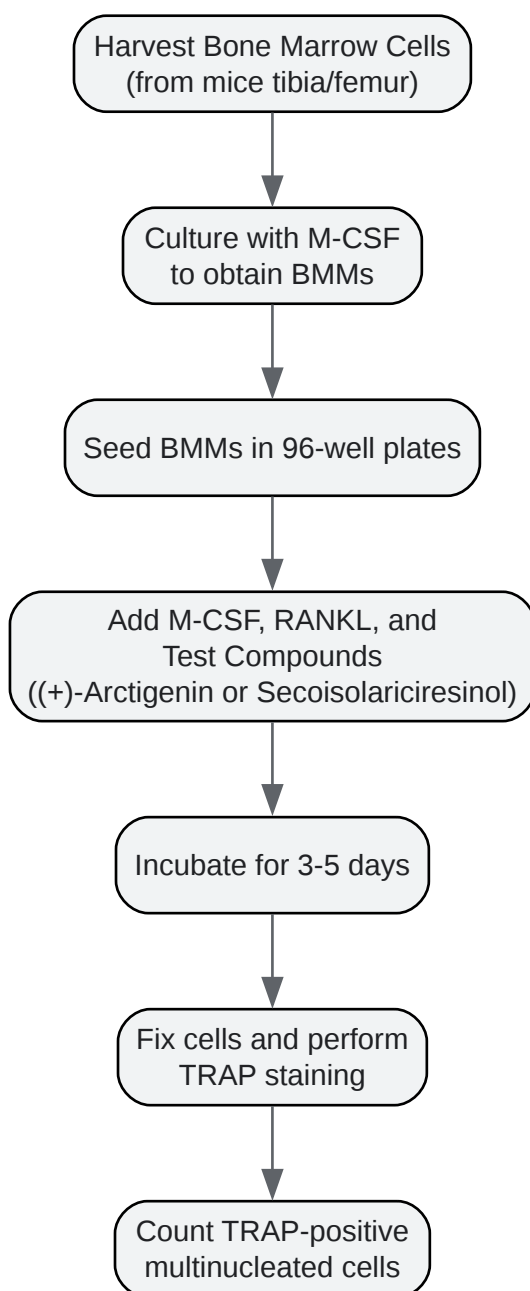 Harvest Bone Marrow Cells
(from mice tibia/femur)
Culture with M-CSF
to obtain BMMs
Seed BMMs in 96-well plates
Add M-CSF, RANKL, and
Test Compounds
((+)-Arctigenin or Secoisolariciresinol)
Incubate for 3-5 days
Fix cells and perform
TRAP staining
Count TRAP-positive
multinucleated cells